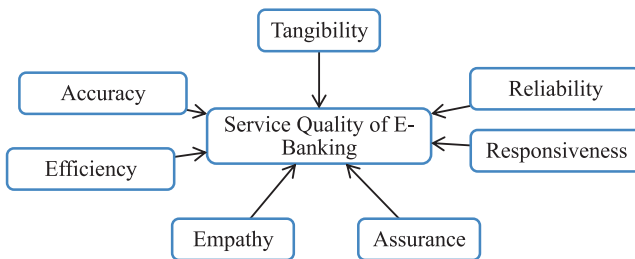 Tangibility
Accuracy
Reliability
Service Quality of E-
Banking
Efficiency
Responsiveness
Empathy
Assurance